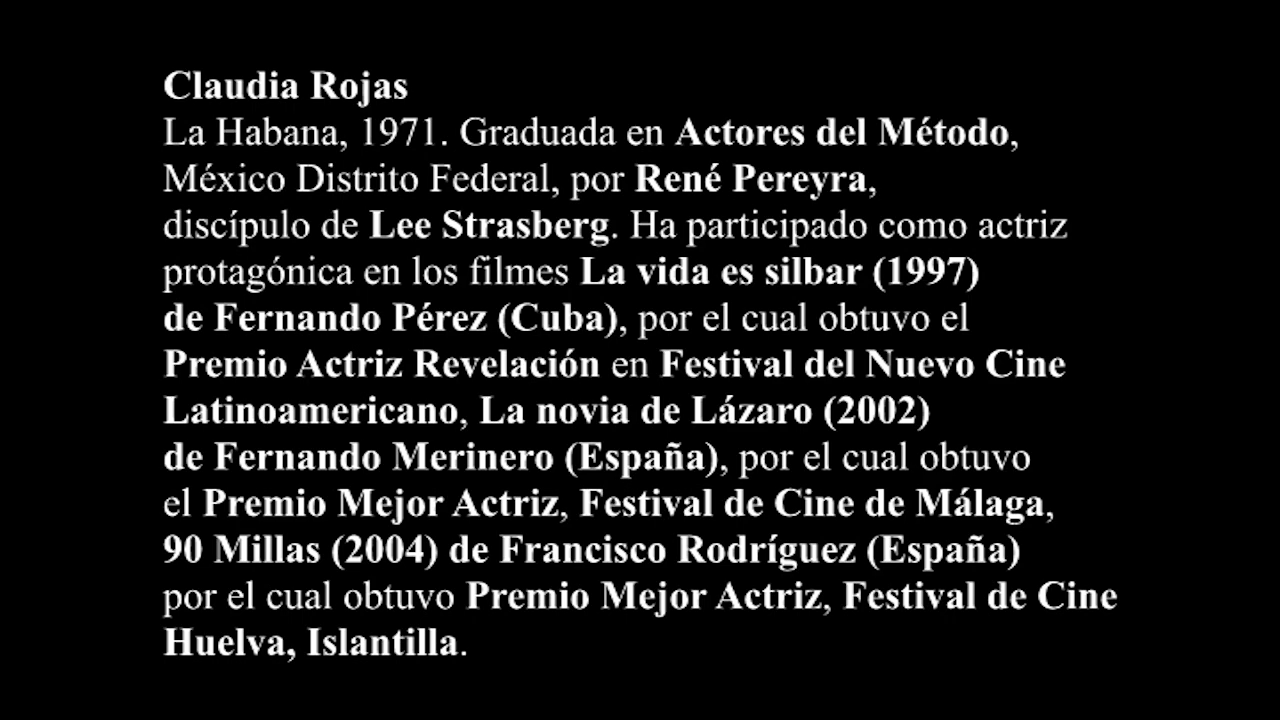 Claudia Rojas
La Habana, 1971. Graduada en Actores del Método,
México Distrito Federal, por René Pereyra,
discípulo de Lee Strasberg. Ha participado como actriz
protagónica en los filmes La vida es silbar (1997)
de Fernando Pérez (Cuba), por el cual obtuvo el
Premio Actriz Revelación en Festival del Nuevo Cine
Latinoamericano, La novia de Lázaro (2002)
de Fernando Merinero (España), por el cual obtuvo
el Premio Mejor Actriz, Festival de Cine de Málaga,
90 Millas (2004) de Francisco Rodríguez (España)
por el cual obtuvo Premio Mejor Actriz, Festival de Cine
Huelva, Islantilla.